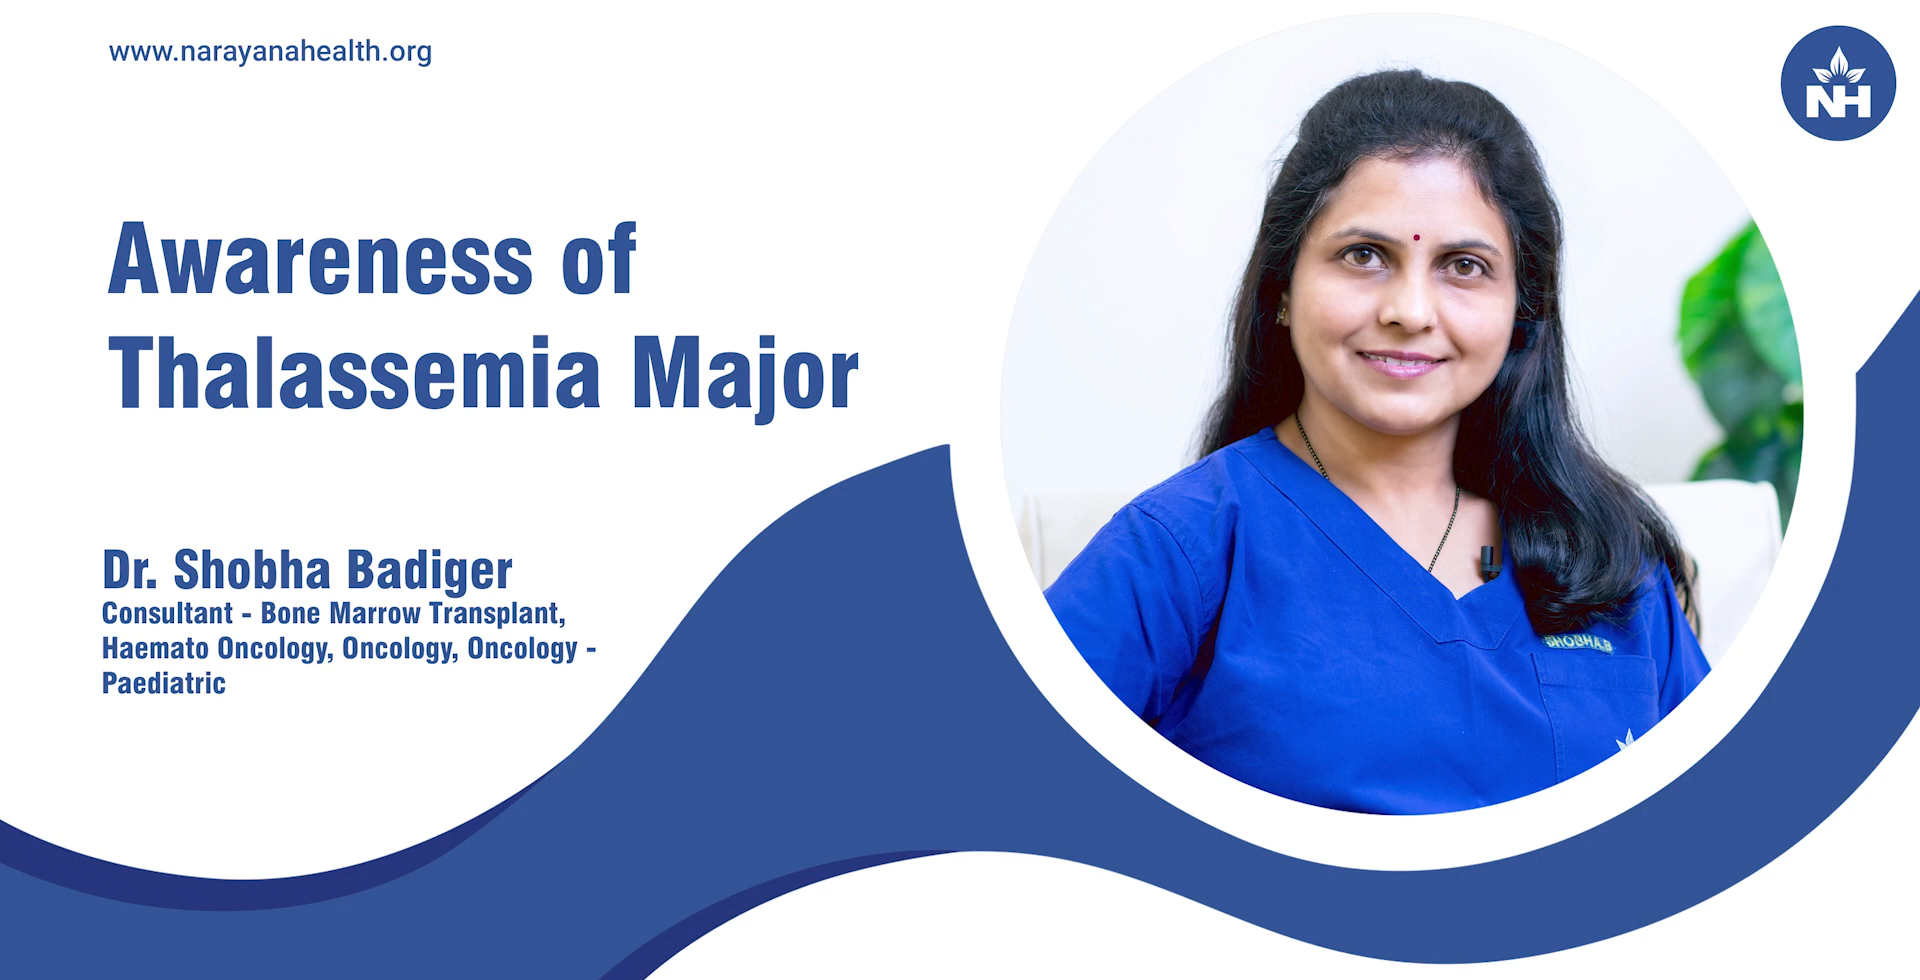 www.narayanahealth.org
NH
Awareness of
Thalassemia Major
Dr. Shobha Badiger
Consultant - Bone Marrow Transplant,
Haemato Oncology, Oncology, Oncology -
Paediatric
SHOBHA B